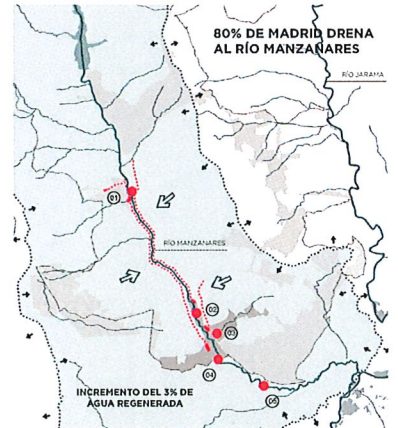 80% DE MADRID DRENA
AL RÍO MANZANARES
RÍO JARAMA
01
RÍO MANZANARES
02
03
04
05
INCREMENTO DEL 3% DE
AGUA REGENERADA